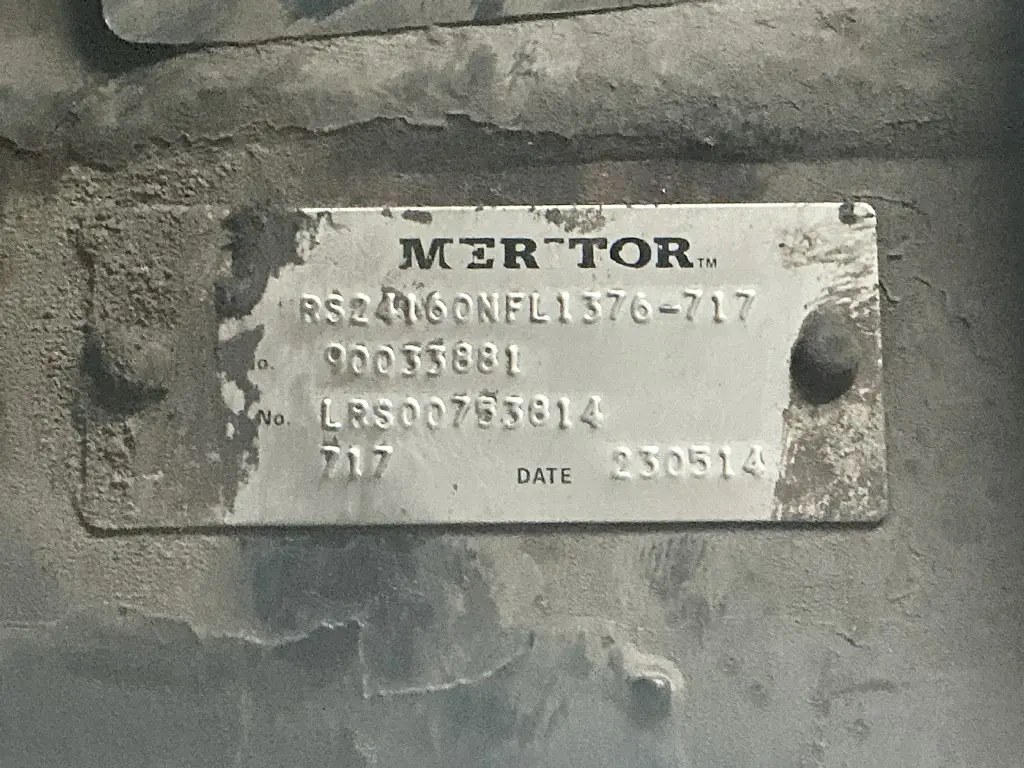 MERITOR™
RS24160NFL1376-717
o. 90033881
No. LRS00753814
717 DATE 230514